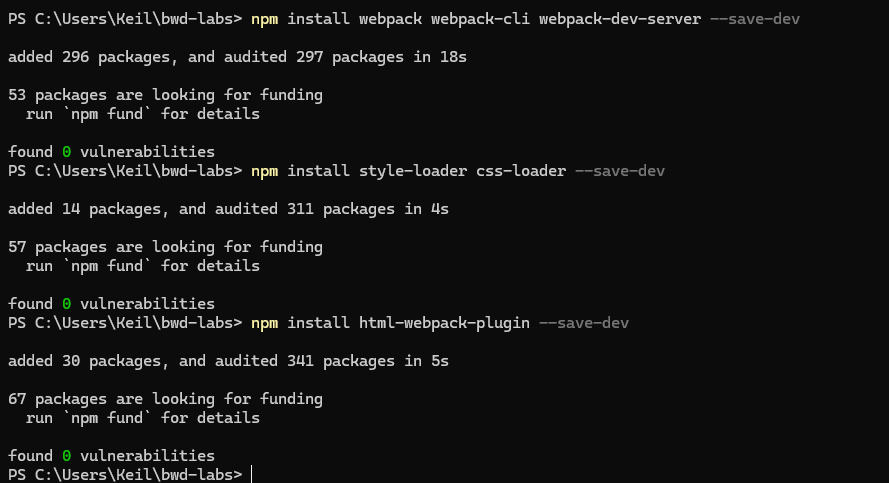 PS C:\Users\Keil\bwd-labs> npm install webpack webpack-cli webpack-dev-server --save-dev
added 296 packages, and audited 297 packages in 18s
53 packages are looking for funding
  run `npm fund` for details
found 0 vulnerabilities
PS C:\Users\Keil\bwd-labs> npm install style-loader css-loader --save-dev
added 14 packages, and audited 311 packages in 4s
57 packages are looking for funding
  run `npm fund` for details
found 0 vulnerabilities
PS C:\Users\Keil\bwd-labs> npm install html-webpack-plugin --save-dev
added 30 packages, and audited 341 packages in 5s
67 packages are looking for funding
  run `npm fund` for details
found 0 vulnerabilities
PS C:\Users\Keil\bwd-labs>